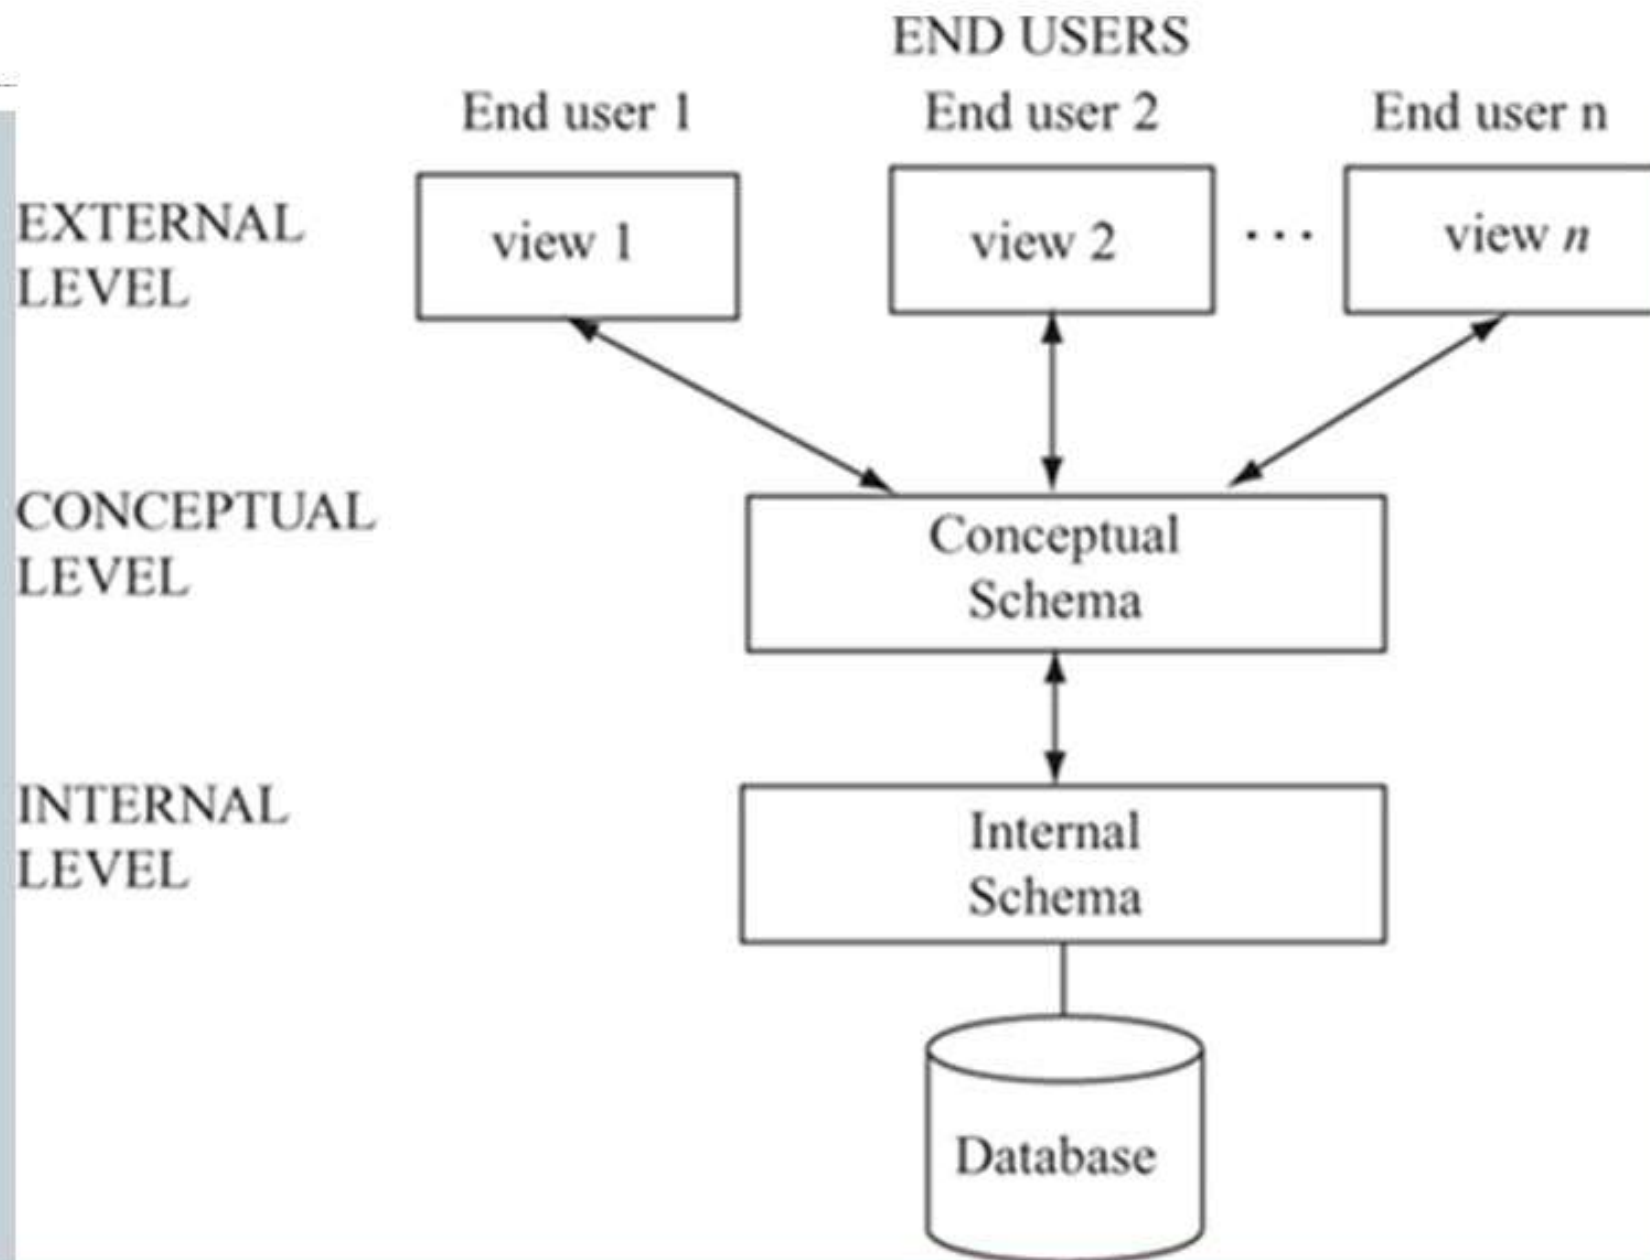 END USERS
End user 1
End user 2
End user n
EXTERNAL
LEVEL
view 1
view 2
...
view n
CONCEPTUAL
LEVEL
Conceptual
Schema
INTERNAL
LEVEL
Internal
Schema
Database